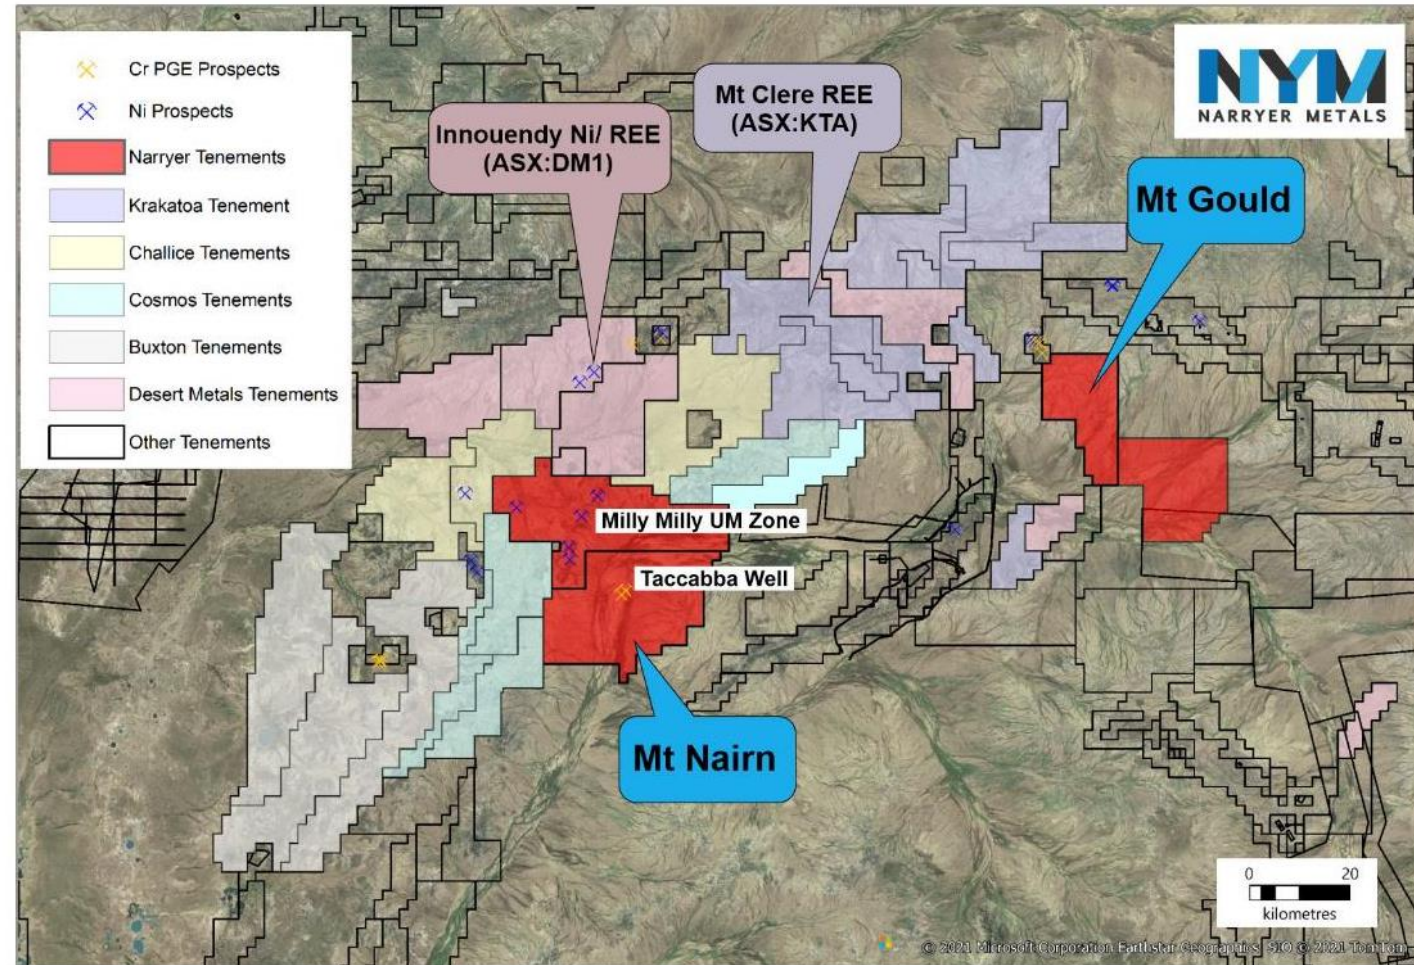 Cr PGE Prospects
Ni Prospects
Narryer Tenements
Krakatoa Tenement
Challice Tenements
Cosmos Tenements
Buxton Tenements
Desert Metals Tenements
Other Tenements
Innouendy Ni/ REE
(ASX:DM1)
Mt Clere REE
(ASX:KTA)
NYM
NARRYER METALS
Mt Gould
Milly Milly UM Zone
Taccabba Well
Mt Nairn
0 20
kilometres
© 2021 Microsoft Corporation Earthstar Geographics SIO © 2021 TomTom